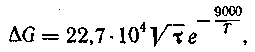 ΔG = 22,7 · 10⁴ √τ e^(-9000/T),